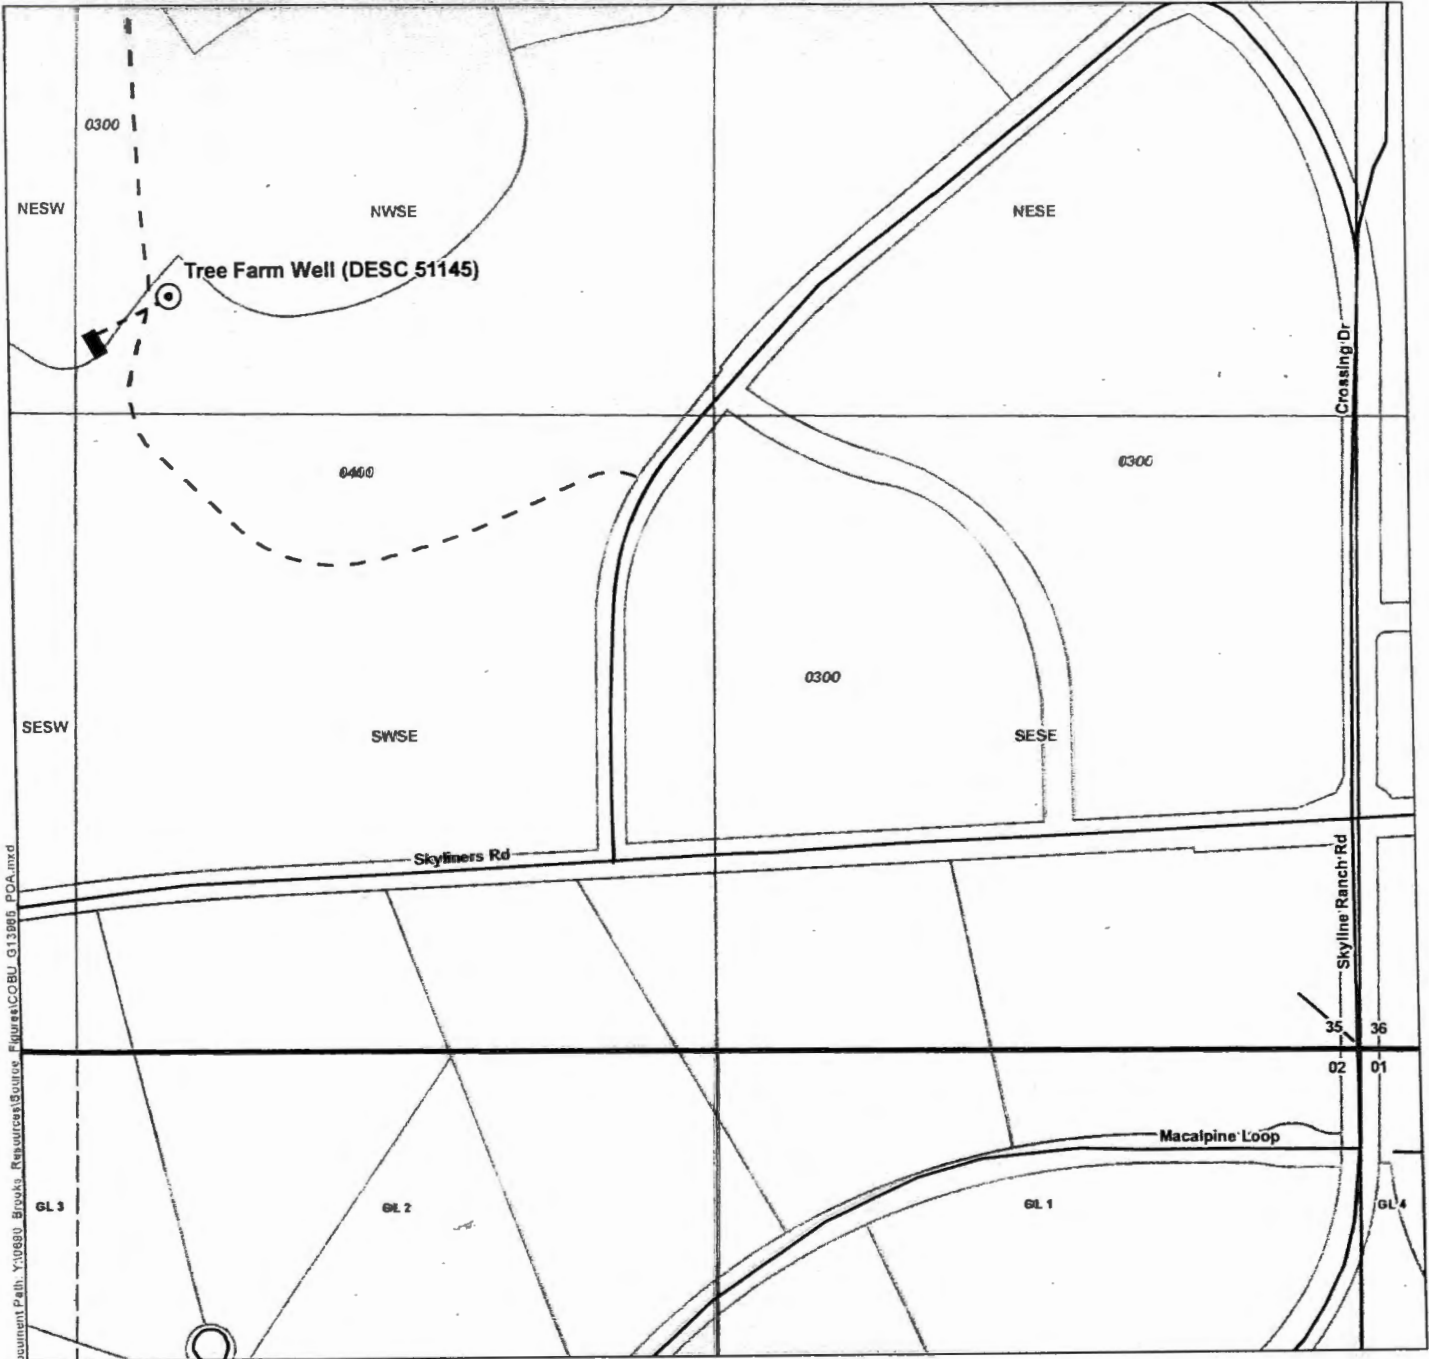 0300
NESW
NWSE
NESE
Tree Farm Well (DESC 51145)
Crossing Dr
0400
0300
0300
SESW
SWSE
SESE
Skyliners Rd
Skyline Ranch Rd
35 36
02 01
Macalpine Loop
GL 3
GL 2
GL 1
GL 4
ocument Path: Y:\0680_Brooks_Resources\Source_Figures\COBU_G13985_POA.mxd